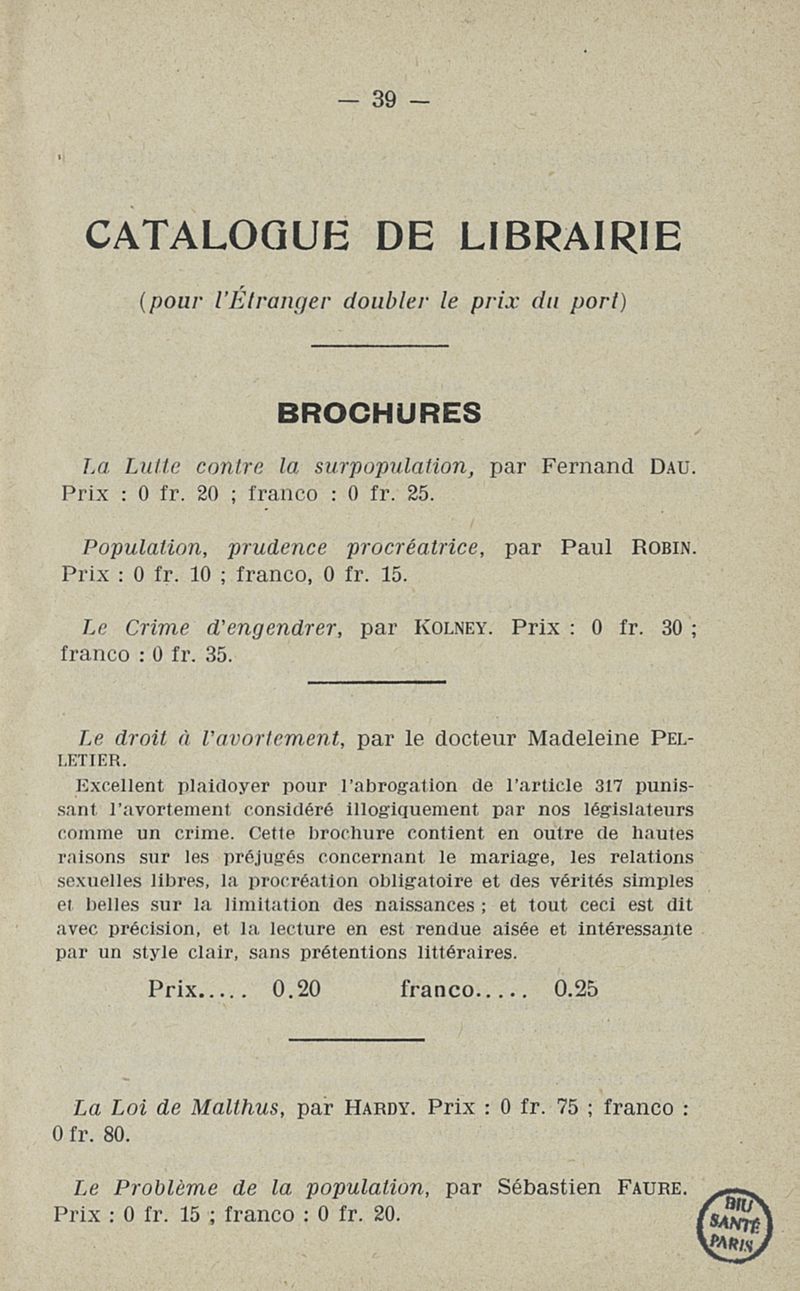 — 39 —
CATALOGUE DE LIBRAIRIE
(pour l'Étranger doubler le prix du port)
BROCHURES
La Lutte contre la surpopulation, par Fernand DAU.
Prix : 0 fr. 20 ; franco : 0 fr. 25.
Population, prudence procréatrice, par Paul ROBIN.
Prix : 0 fr. 10 ; franco, 0 fr. 15.
Le Crime d'engendrer, par KOLNEY. Prix : 0 fr. 30 ;
franco : 0 fr. 35.
Le droit à l'avortement, par le docteur Madeleine PEL-
LETIER.
Excellent plaidoyer pour l'abrogation de l'article 317 punis-
sant l'avortement considéré illogiquement par nos législateurs
comme un crime. Cette brochure contient en outre de hautes
raisons sur les préjugés concernant le mariage, les relations
sexuelles libres, la procréation obligatoire et des vérités simples
et belles sur la limitation des naissances ; et tout ceci est dit
avec précision, et la lecture en est rendue aisée et intéressante
par un style clair, sans prétentions littéraires.
Prix..... 0.20 franco..... 0.25
La Loi de Malthus, par HARDY. Prix : 0 fr. 75 ; franco :
0 fr. 80.
Le Problème de la population, par Sébastien FAURE.
Prix : 0 fr. 15 ; franco : 0 fr. 20.
BIU
SANTÉ
PARIS